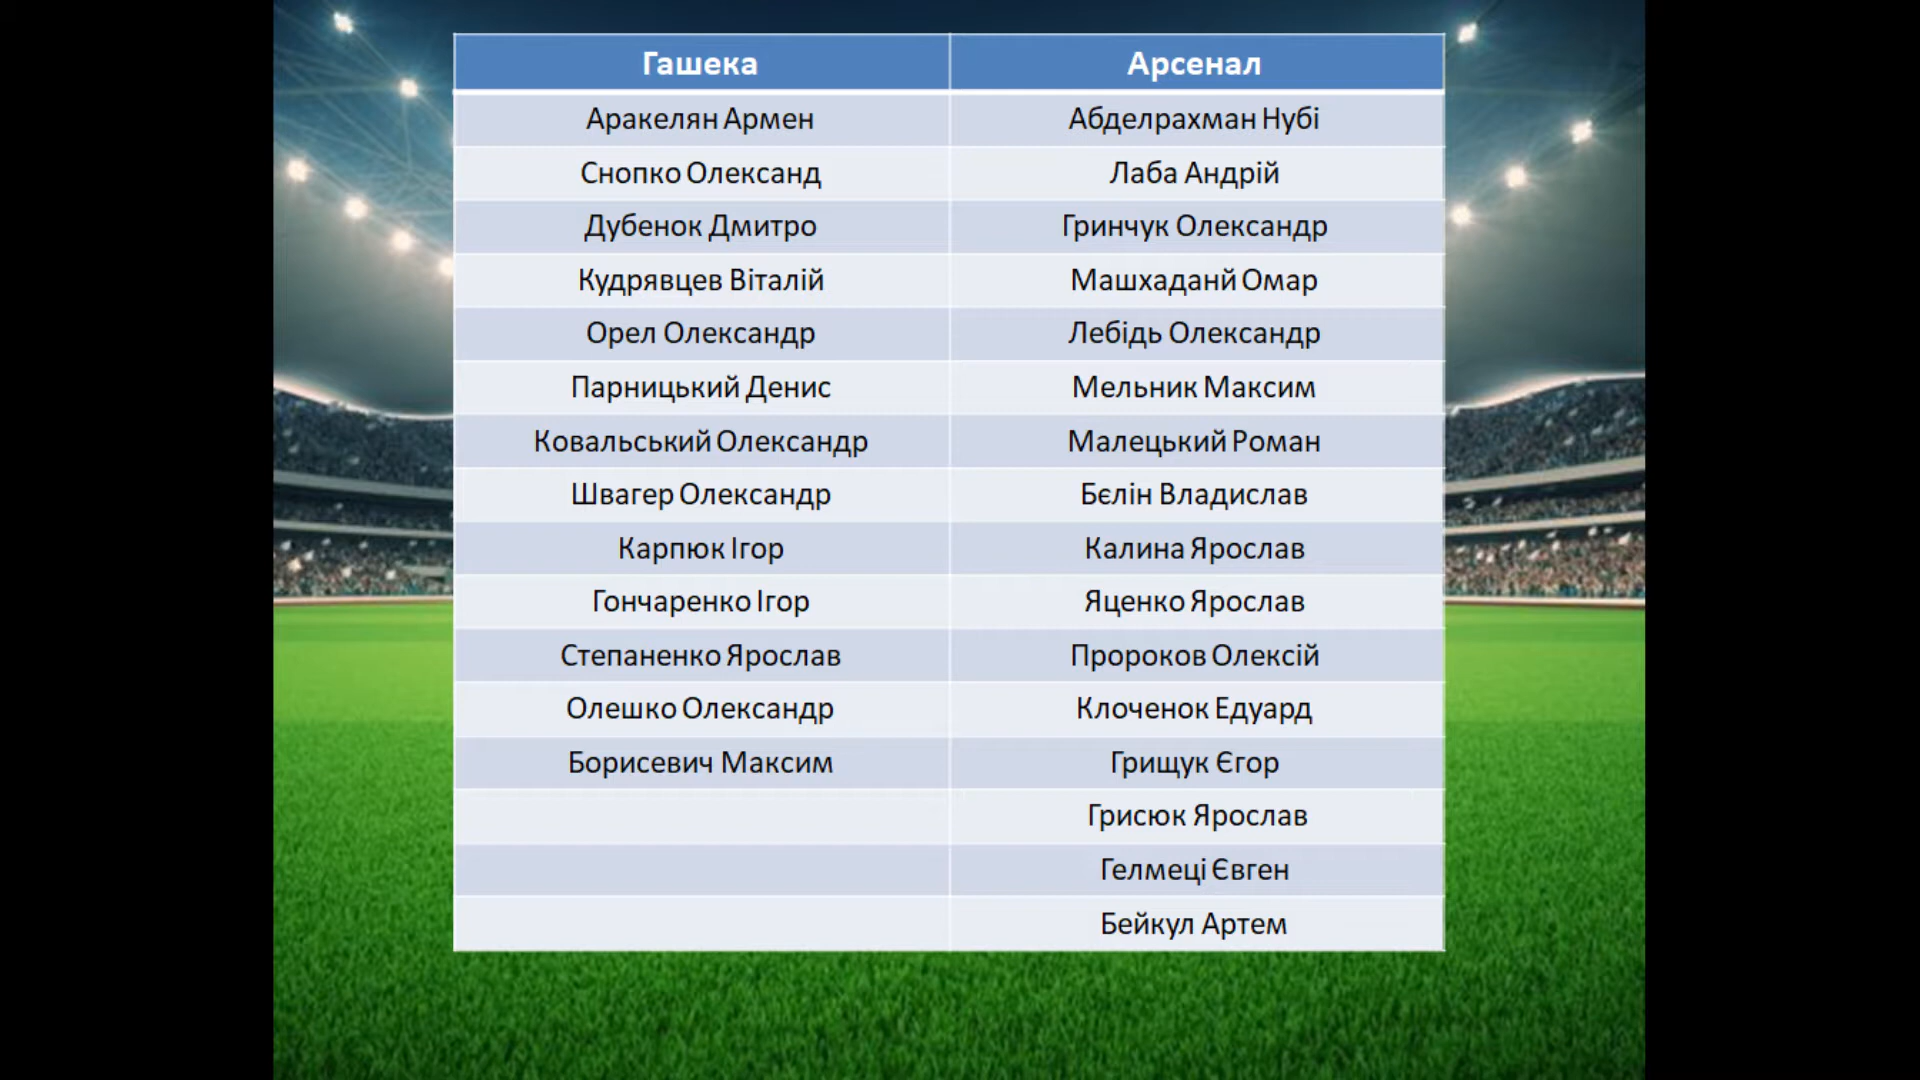 Гашека Арсенал
Аракелян Армен Абделрахман Нубі
Снопко Олександ Лаба Андрій
Дубенок Дмитро Гринчук Олександр
Кудрявцев Віталій Машхаданй Омар
Орел Олександр Лебідь Олександр
Парницький Денис Мельник Максим
Ковальський Олександр Малецький Роман
Швагер Олександр Бєлін Владислав
Карпюк Ігор Калина Ярослав
Гончаренко Ігор Яценко Ярослав
Степаненко Ярослав Пророков Олексій
Олешко Олександр Клоченок Едуард
Борисевич Максим Грищук Єгор
Грисюк Ярослав
Гелмеці Євген
Бейкул Артем